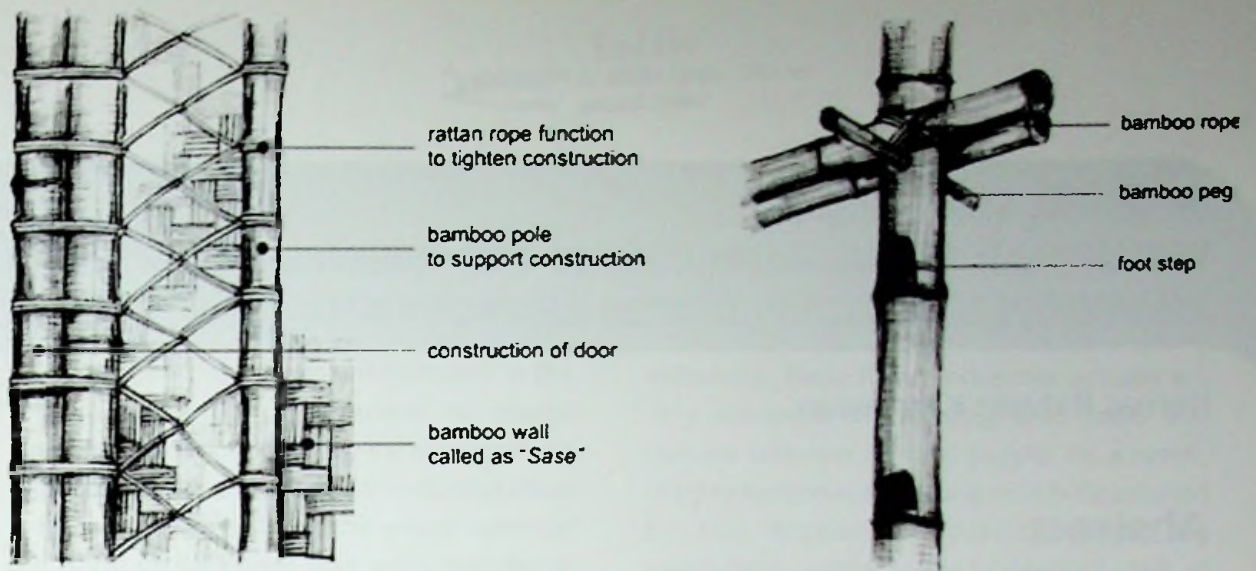 rattan rope function
to tighten construction
bamboo pole
to support construction
construction of door
bamboo wall
called as "Sase"
bamboo rope
bamboo peg
foot step